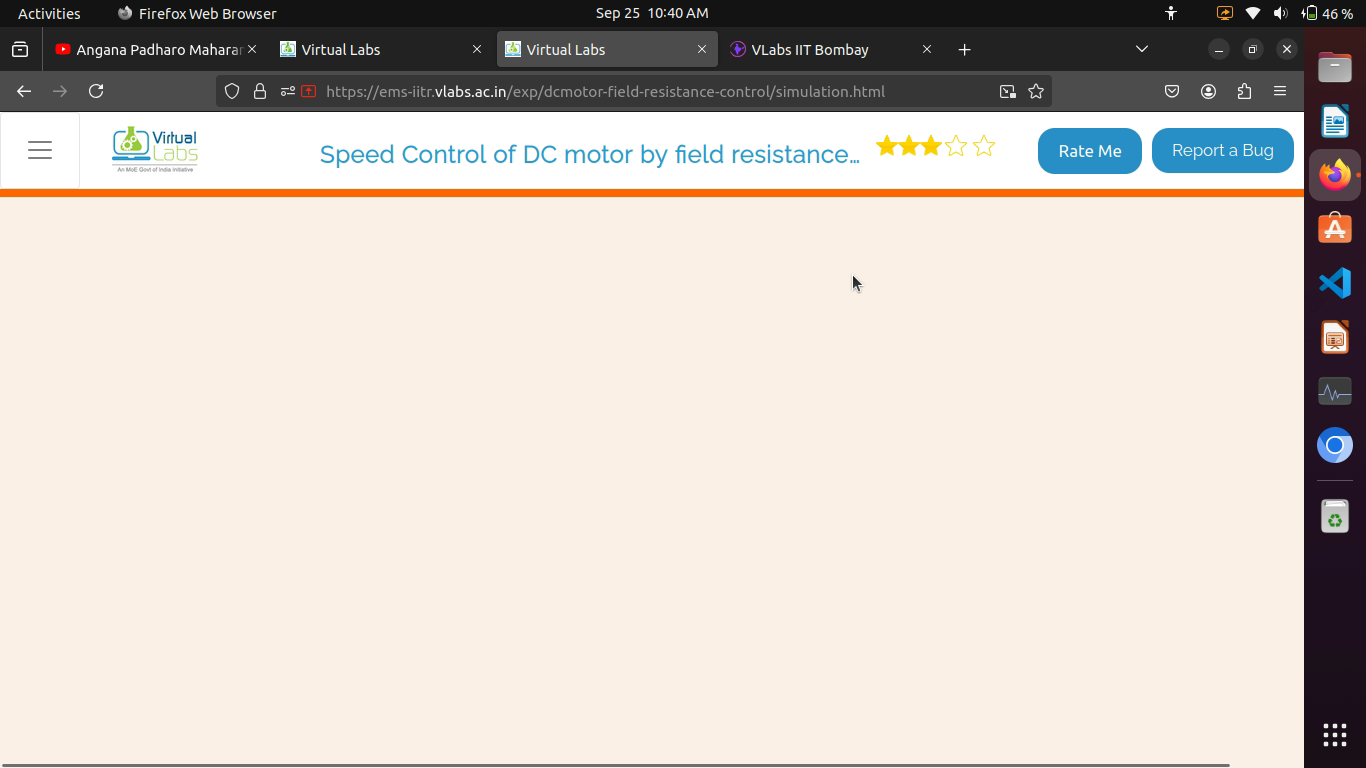 Activities Firefox Web Browser Sep 25 10:40 AM 46 %
Angana Padharo Maharar Virtual Labs Virtual Labs VLabs IIT Bombay
https://ems-iitr.vlabs.ac.in/exp/dcmotor-field-resistance-control/simulation.html
Virtual
Labs
An MoE Govt of India Initiative
Speed Control of DC motor by field resistance…
Rate Me
Report a Bug